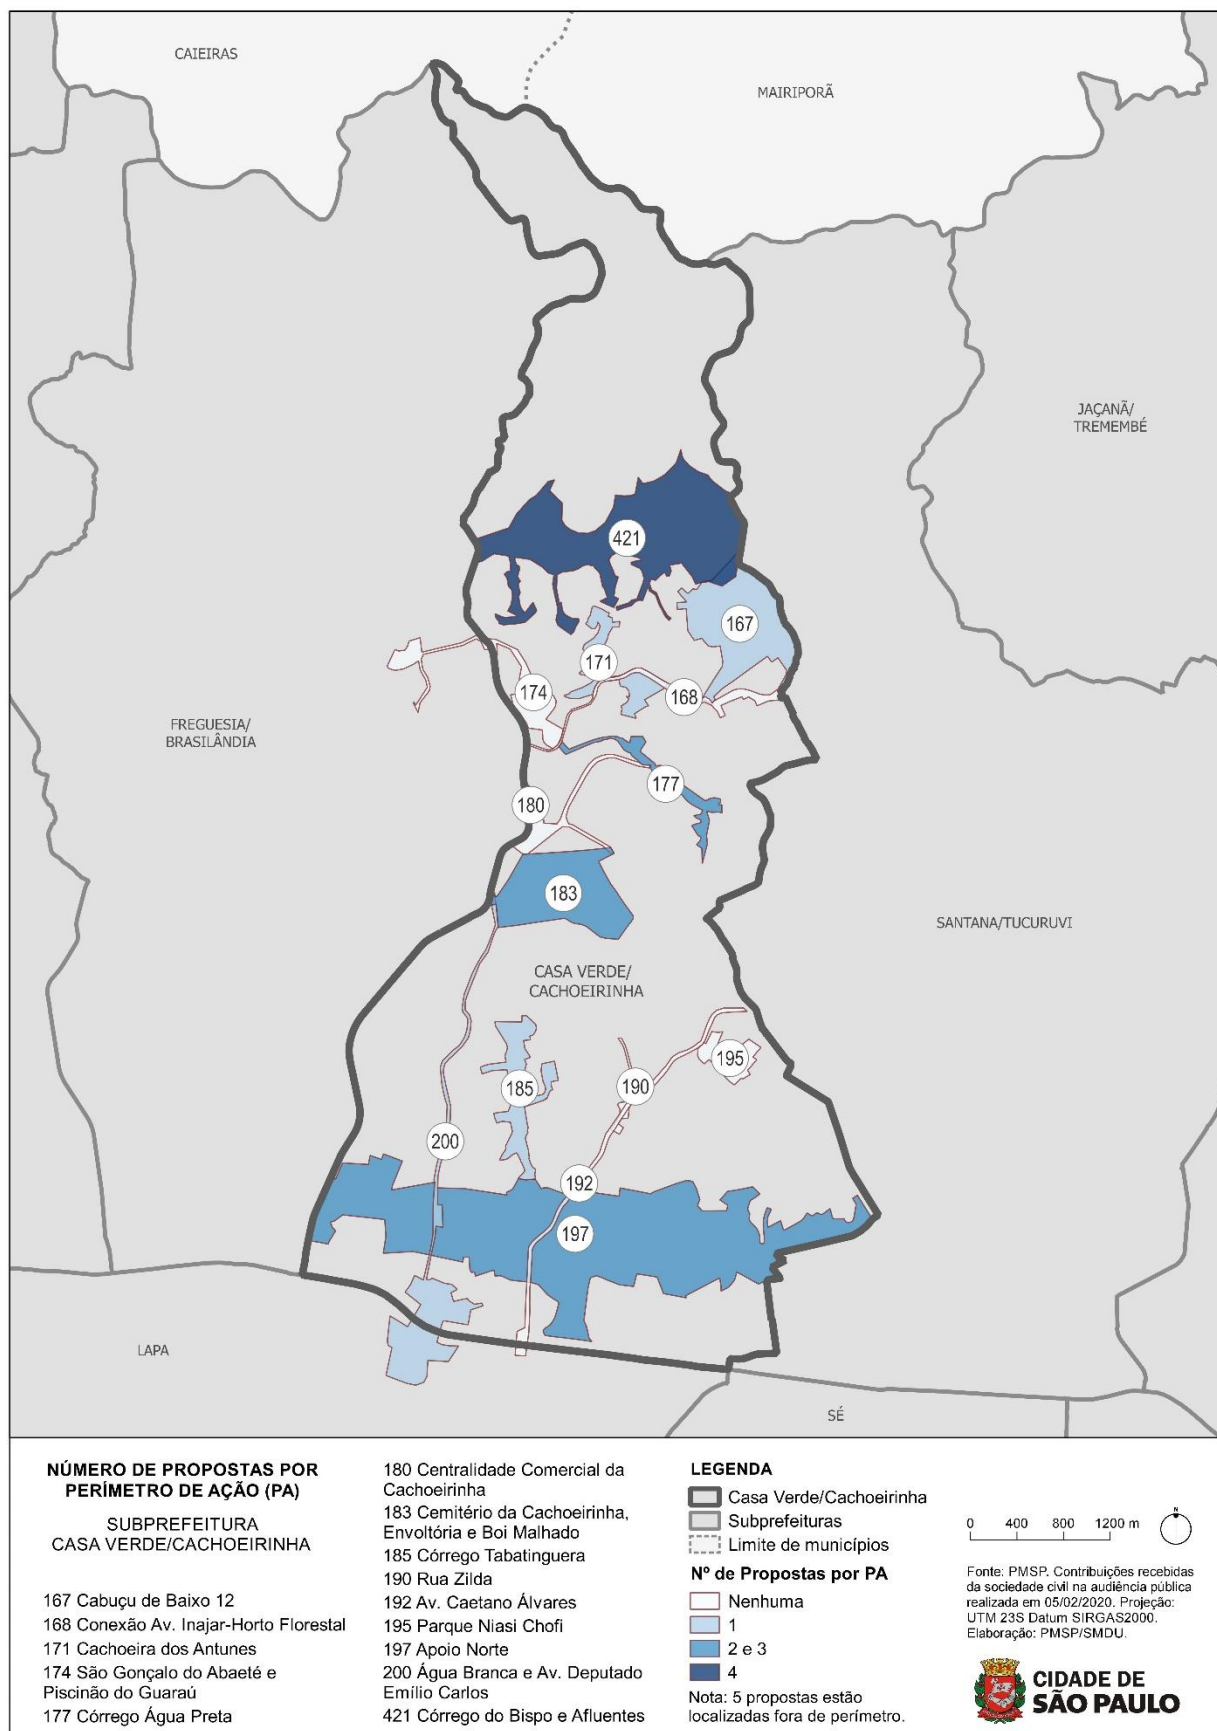 CAIEIRAS
MAIRIPORÃ
JAÇANÃ/
TREMEMBÉ
421
167
171
174
168
FREGUESIA/
BRASILÂNDIA
177
180
183
SANTANA/TUCURUVI
CASA VERDE/
CACHOEIRINHA
195
185
190
200
192
197
LAPA
SÉ
NÚMERO DE PROPOSTAS POR
PERÍMETRO DE AÇÃO (PA)
SUBPREFEITURA
CASA VERDE/CACHOEIRINHA
167 Cabuçu de Baixo 12
168 Conexão Av. Inajar-Horto Florestal
171 Cachoeira dos Antunes
174 São Gonçalo do Abaeté e
Piscinão do Guaraú
177 Córrego Água Preta
180 Centralidade Comercial da
Cachoeirinha
183 Cemitério da Cachoeirinha,
Envoltória e Boi Malhado
185 Córrego Tabatinguera
190 Rua Zilda
192 Av. Caetano Álvares
195 Parque Niasi Chofi
197 Apoio Norte
200 Água Branca e Av. Deputado
Emílio Carlos
421 Córrego do Bispo e Afluentes
LEGENDA
Casa Verde/Cachoeirinha
Subprefeituras
Limite de municípios
Nº de Propostas por PA
Nenhuma
1
2 e 3
4
Nota: 5 propostas estão
localizadas fora de perímetro.
0 400 800 1200 m
N
Fonte: PMSP. Contribuições recebidas
da sociedade civil na audiência pública
realizada em 05/02/2020. Projeção:
UTM 23S Datum SIRGAS2000.
Elaboração: PMSP/SMDU.
CIDADE DE
SÃO PAULO